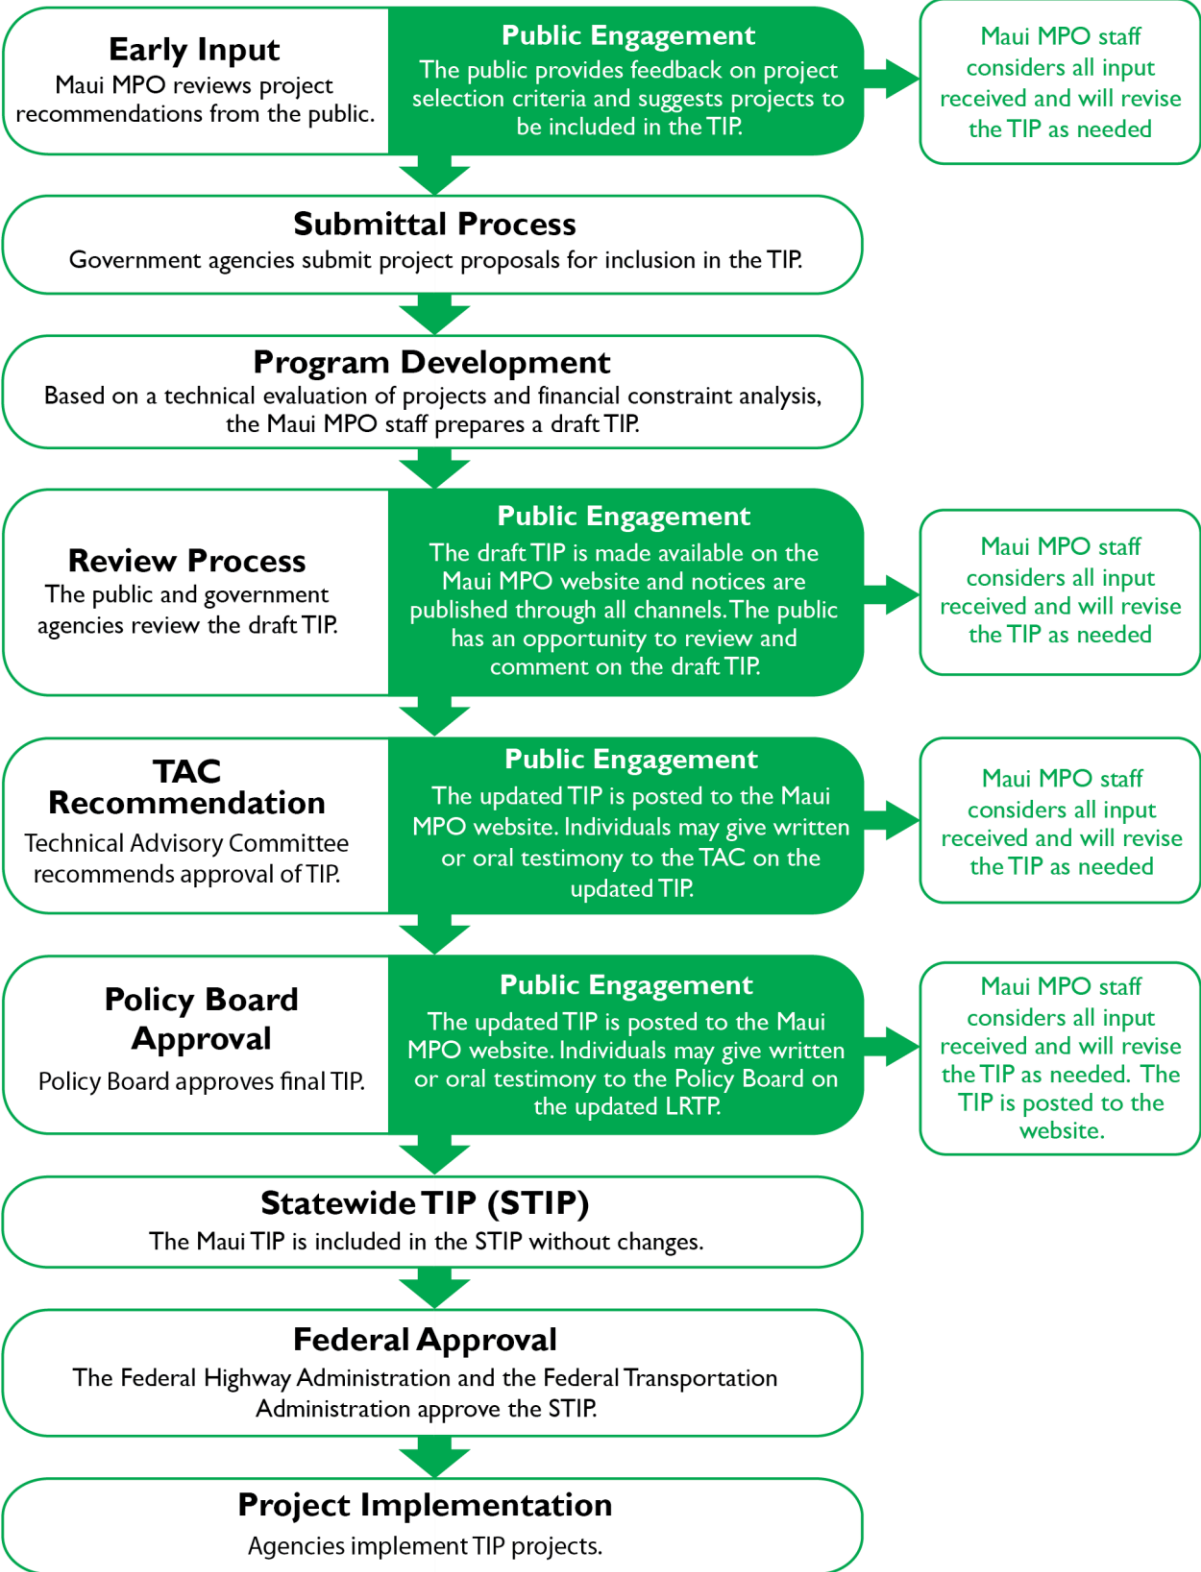 Early Input
Maui MPO reviews project
recommendations from the public.
Public Engagement
The public provides feedback on project
selection criteria and suggests projects to
be included in the TIP.
Maui MPO staff
considers all input
received and will revise
the TIP as needed
Submittal Process
Government agencies submit project proposals for inclusion in the TIP.
Program Development
Based on a technical evaluation of projects and financial constraint analysis,
the Maui MPO staff prepares a draft TIP.
Review Process
The public and government
agencies review the draft TIP.
Public Engagement
The draft TIP is made available on the
Maui MPO website and notices are
published through all channels. The public
has an opportunity to review and
comment on the draft TIP.
Maui MPO staff
considers all input
received and will revise
the TIP as needed
TAC
Recommendation
Technical Advisory Committee
recommends approval of TIP.
Public Engagement
The updated TIP is posted to the Maui
MPO website. Individuals may give written
or oral testimony to the TAC on the
updated TIP.
Maui MPO staff
considers all input
received and will revise
the TIP as needed
Policy Board
Approval
Policy Board approves final TIP.
Public Engagement
The updated TIP is posted to the Maui
MPO website. Individuals may give written
or oral testimony to the Policy Board on
the updated LRTP.
Maui MPO staff
considers all input
received and will revise
the TIP as needed. The
TIP is posted to the
website.
Statewide TIP (STIP)
The Maui TIP is included in the STIP without changes.
Federal Approval
The Federal Highway Administration and the Federal Transportation
Administration approve the STIP.
Project Implementation
Agencies implement TIP projects.